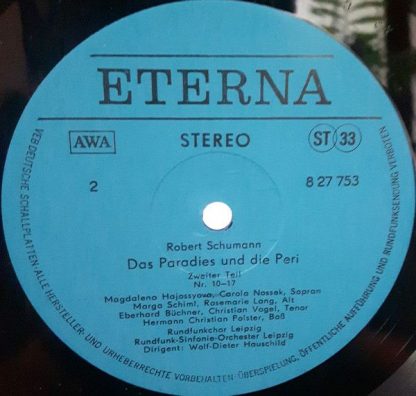 ETERNA
AWA
STEREO
ST 33
2
8 27 753
Robert Schumann
Das Paradies und die Peri
Zweiter Teil
Nr. 10–17
Magdalena Hajossyova, Carola Nossek, Sopran
Marga Schiml, Rosemarie Lang, Alt
Eberhard Büchner, Christian Vogel, Tenor
Hermann Christian Polster, Baß
Rundfunkchor Leipzig
Rundfunk-Sinfonie-Orchester Leipzig
Dirigent: Wolf-Dieter Hauschild
VEB DEUTSCHE SCHALLPLATTEN·ALLE HERSTELLER- UND URHEBERRECHTE VORBEHALTEN·ÜBERSPIELUNG, ÖFFENTLICHE AUFFÜHRUNG UND RUNDFUNKSENDUNG VERBOTEN